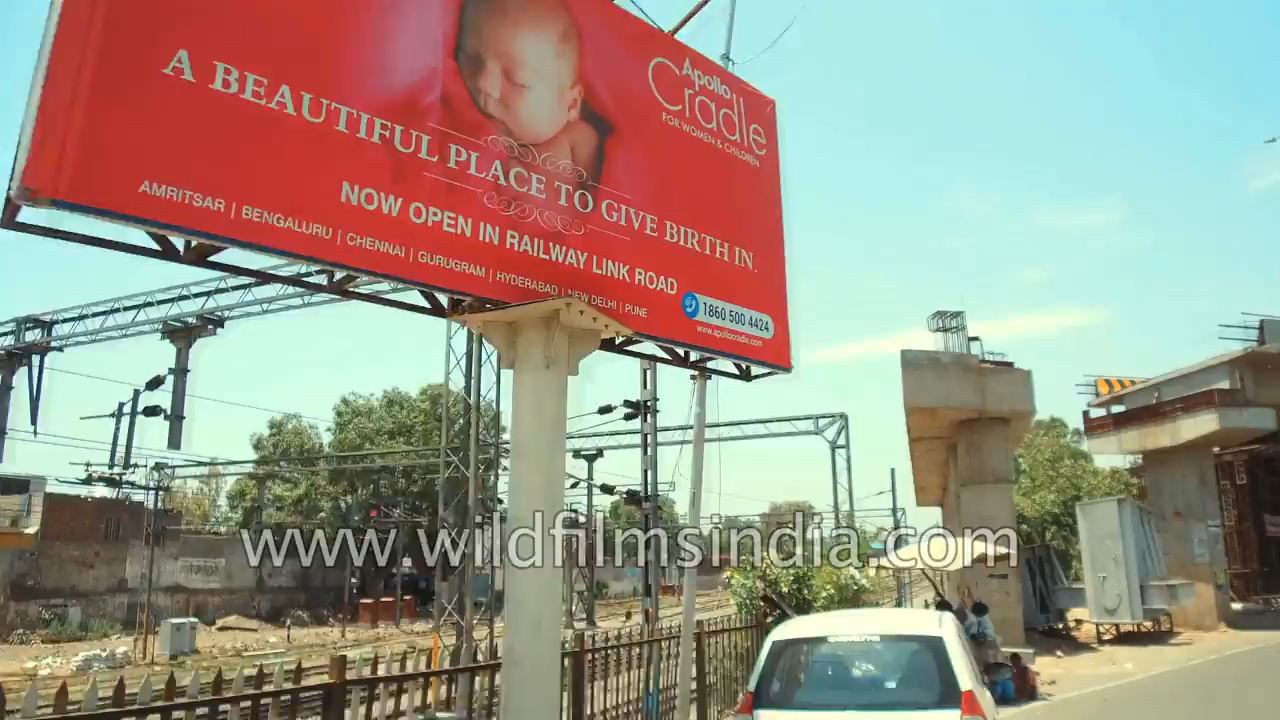 Apollo
Cradle
FOR WOMEN & CHILDREN
A BEAUTIFUL PLACE TO GIVE BIRTH IN.
NOW OPEN IN RAILWAY LINK ROAD
AMRITSAR | BENGALURU | CHENNAI | GURUGRAM | HYDERABAD | NEW DELHI | PUNE
1860 500 4424
www.apollocradle.com
www.wildfilmsindia.com